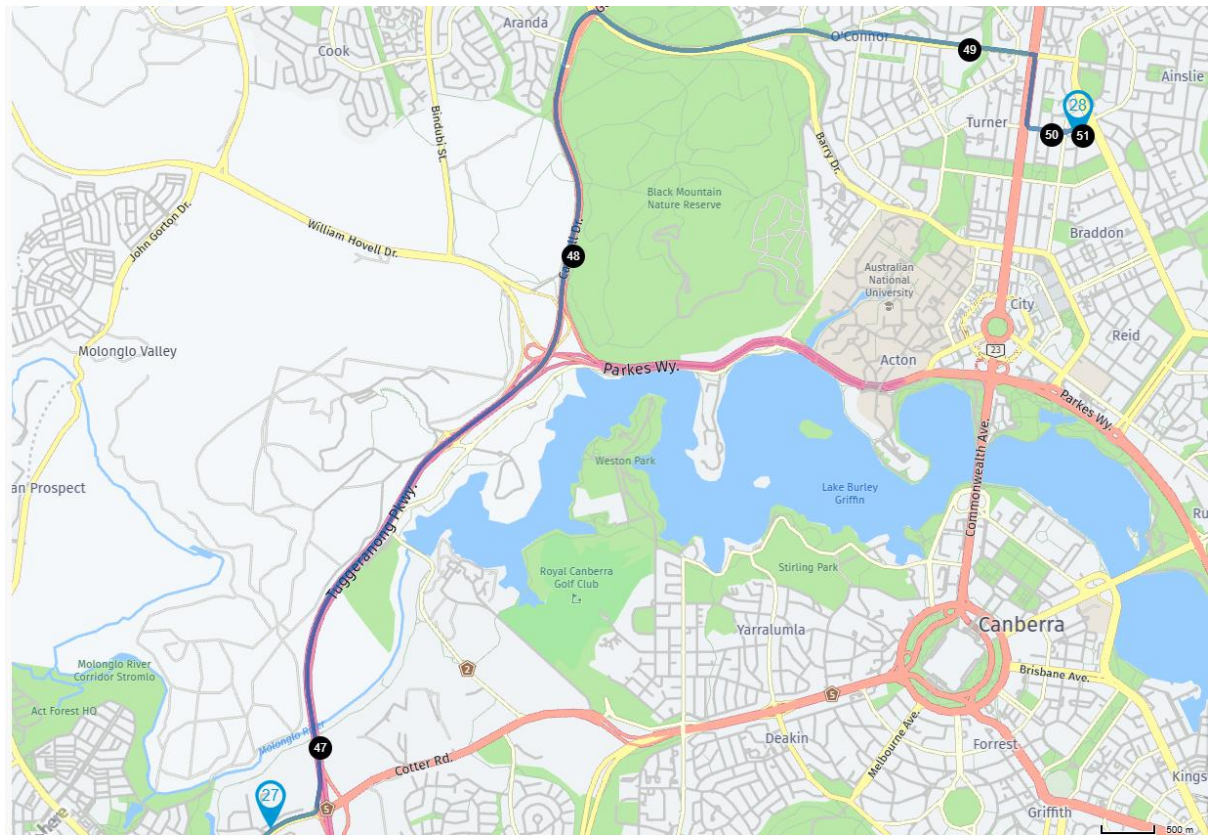 Aranda
Cook
O'Connor
49
Ainslie
28
Turner
50
51
Bindubi St.
Barry Dr.
John Gorton Dr.
Black Mountain
Nature Reserve
William Hovell Dr.
48
Braddon
Australian
National
University
City
Reid
Molonglo Valley
23
Acton
Parkes Wy.
Parkes Wy.
Commonwealth Ave.
an Prospect
Weston Park
Lake Burley
Griffin
Ru
Tuggeranong Pkwy.
Royal Canberra
Golf Club
Stirling Park
Canberra
Yarralumla
Molonglo River
Corridor Stromlo
2
Brisbane Ave.
5
Act Forest HQ
Molonglo River
47
Deakin
Melbourne Ave.
Forrest
Cotter Rd.
Kings
27
5
Griffith
here
500 m